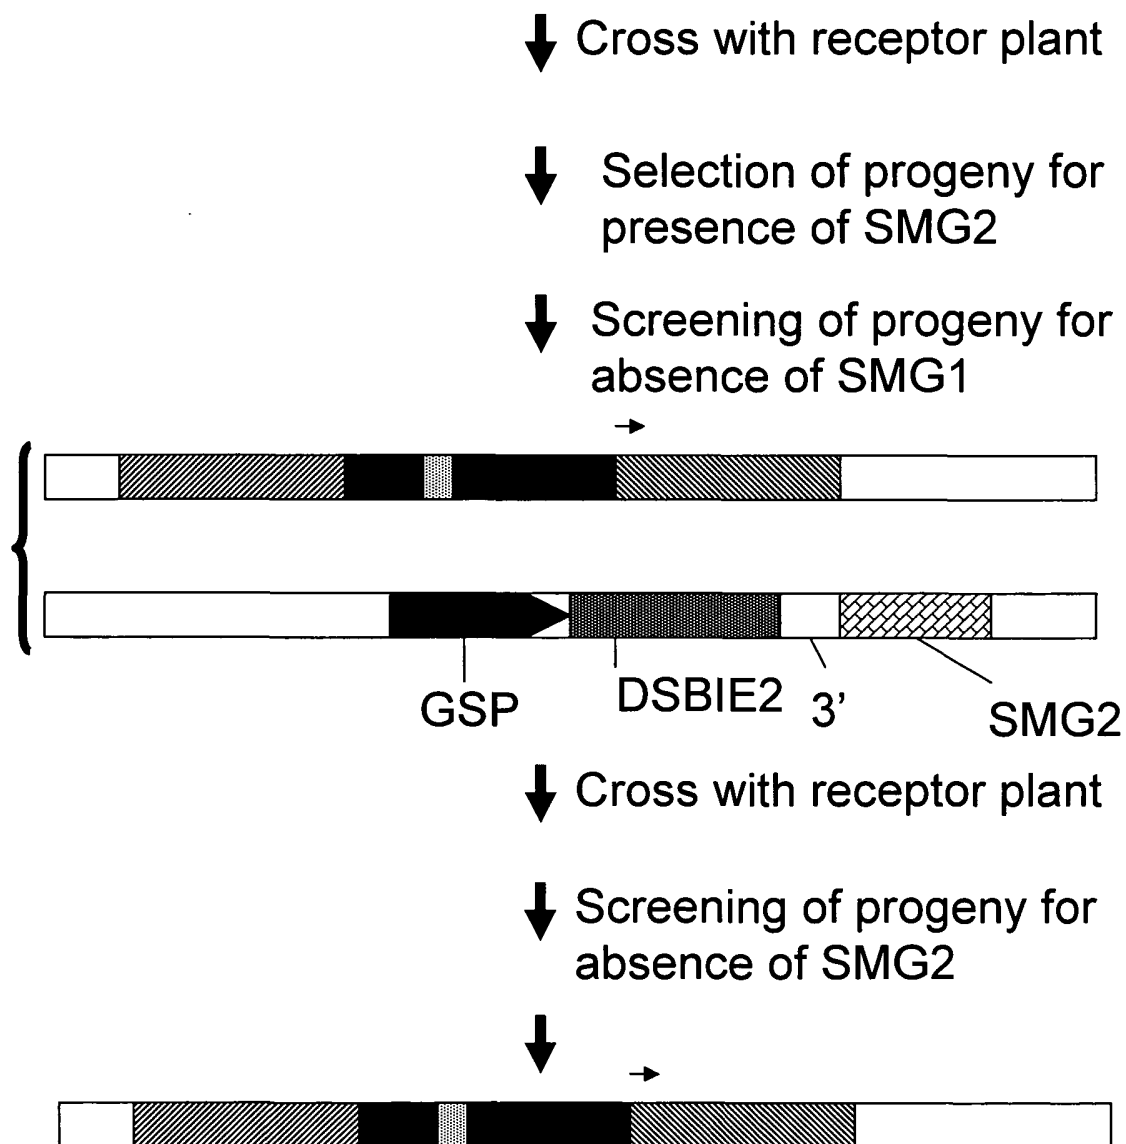 Cross with receptor plant
Selection of progeny for
presence of SMG2
Screening of progeny for
absence of SMG1
GSP
DSBIE2
3’
SMG2
Cross with receptor plant
Screening of progeny for
absence of SMG2